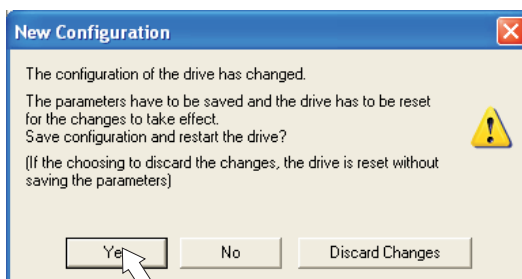 New Configuration
The configuration of the drive has changed.
The parameters have to be saved and the drive has to be reset
for the changes to take effect.
Save configuration and restart the drive?
(If the choosing to discard the changes, the drive is reset without
saving the parameters)
Yes No Discard Changes